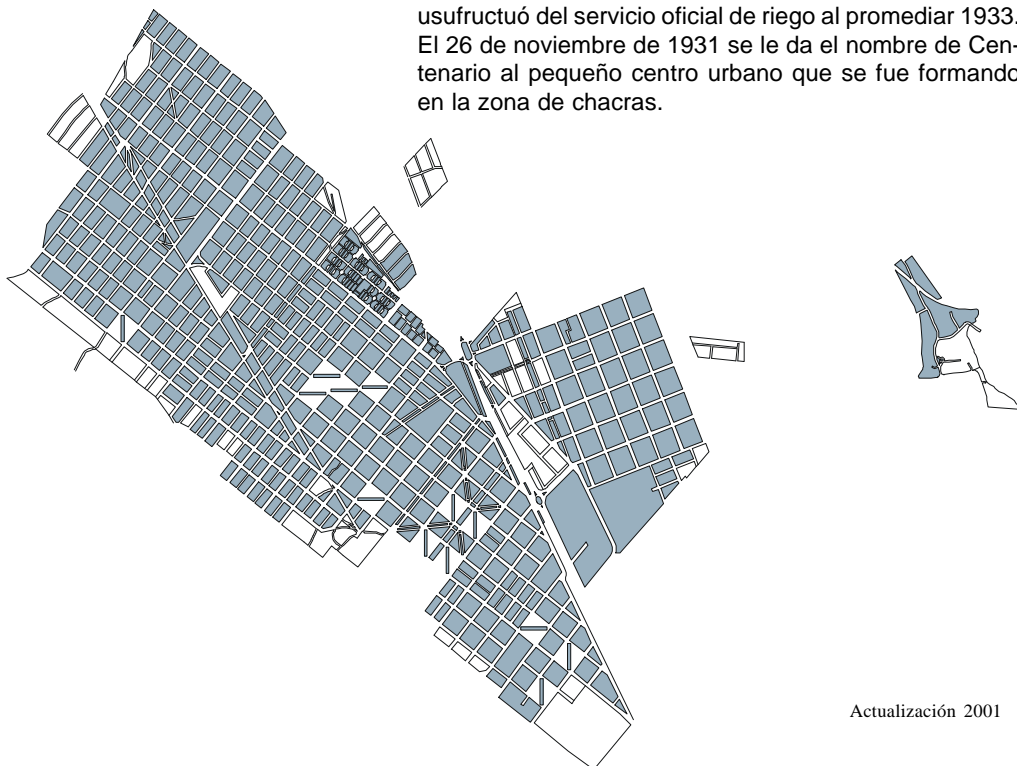 usufructuó del servicio oficial de riego al promediar 1933.
El 26 de noviembre de 1931 se le da el nombre de Cen-
tenario al pequeño centro urbano que se fue formando
en la zona de chacras.
Actualización 2001